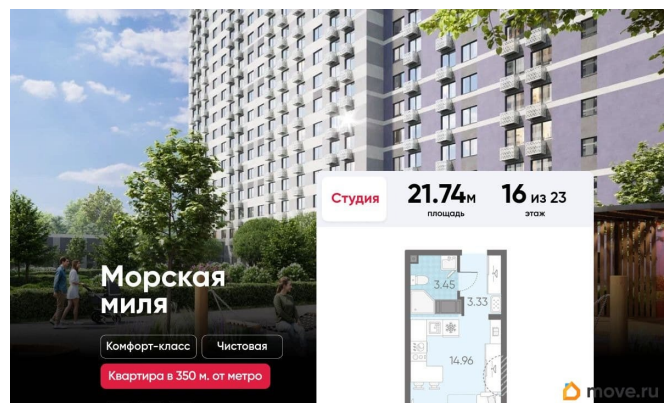 Студия
21.74м
площадь
16 из 23
этаж
3.45
3.33
14.96
Морская
миля
Комфорт-класс
Чистовая
Квартира в 350 м. от метро
move.ru